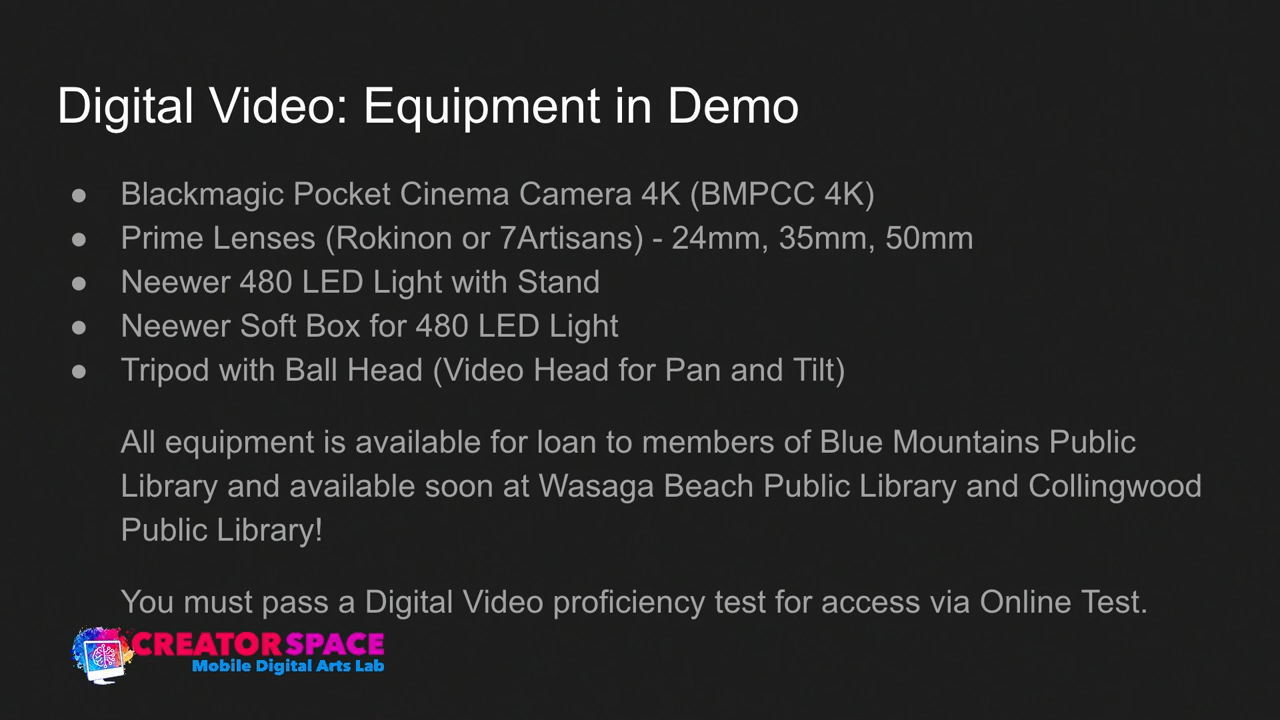 Digital Video: Equipment in Demo
● Blackmagic Pocket Cinema Camera 4K (BMPCC 4K)
● Prime Lenses (Rokinon or 7Artisans) - 24mm, 35mm, 50mm
● Neewer 480 LED Light with Stand
● Neewer Soft Box for 480 LED Light
● Tripod with Ball Head (Video Head for Pan and Tilt)
All equipment is available for loan to members of Blue Mountains Public
Library and available soon at Wasaga Beach Public Library and Collingwood
Public Library!
You must pass a Digital Video proficiency test for access via Online Test.
CREATORSPACE
Mobile Digital Arts Lab